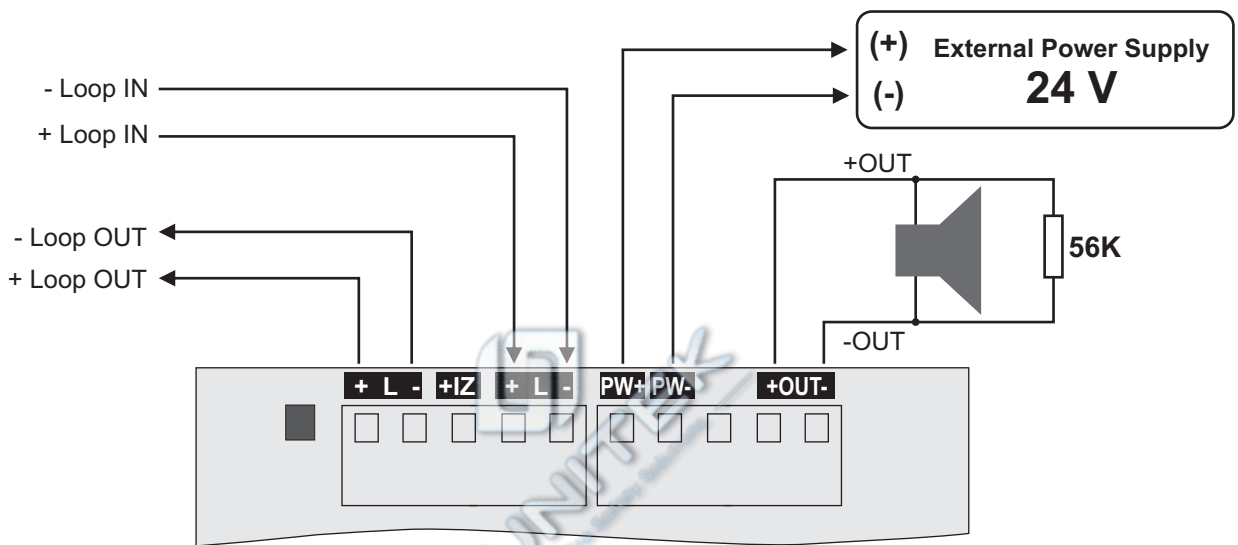 (+) External Power Supply
(-) 24 V
- Loop IN
+ Loop IN
+OUT
56K
-OUT
- Loop OUT
+ Loop OUT
+ L - +IZ + L - PW+ PW- +OUT-
UNITEK